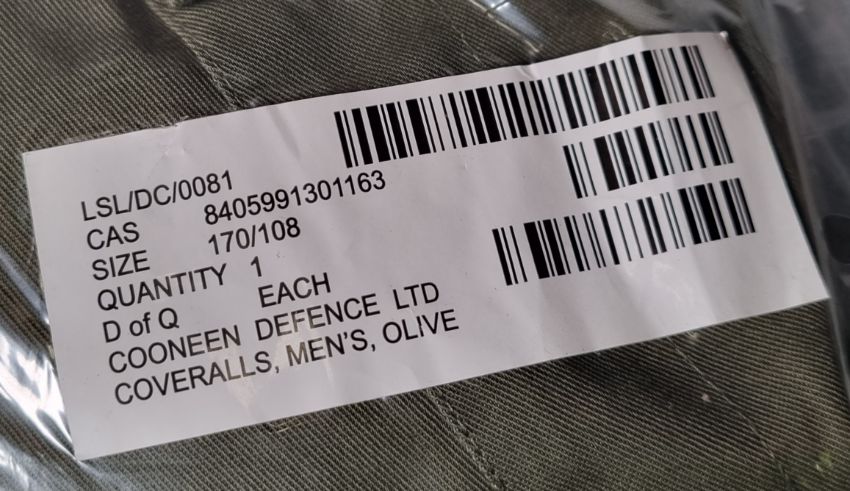 LSL/DC/0081
CAS 8405991301163
SIZE 170/108
QUANTITY 1
D of Q EACH
COONEEN DEFENCE LTD
COVERALLS, MEN'S, OLIVE